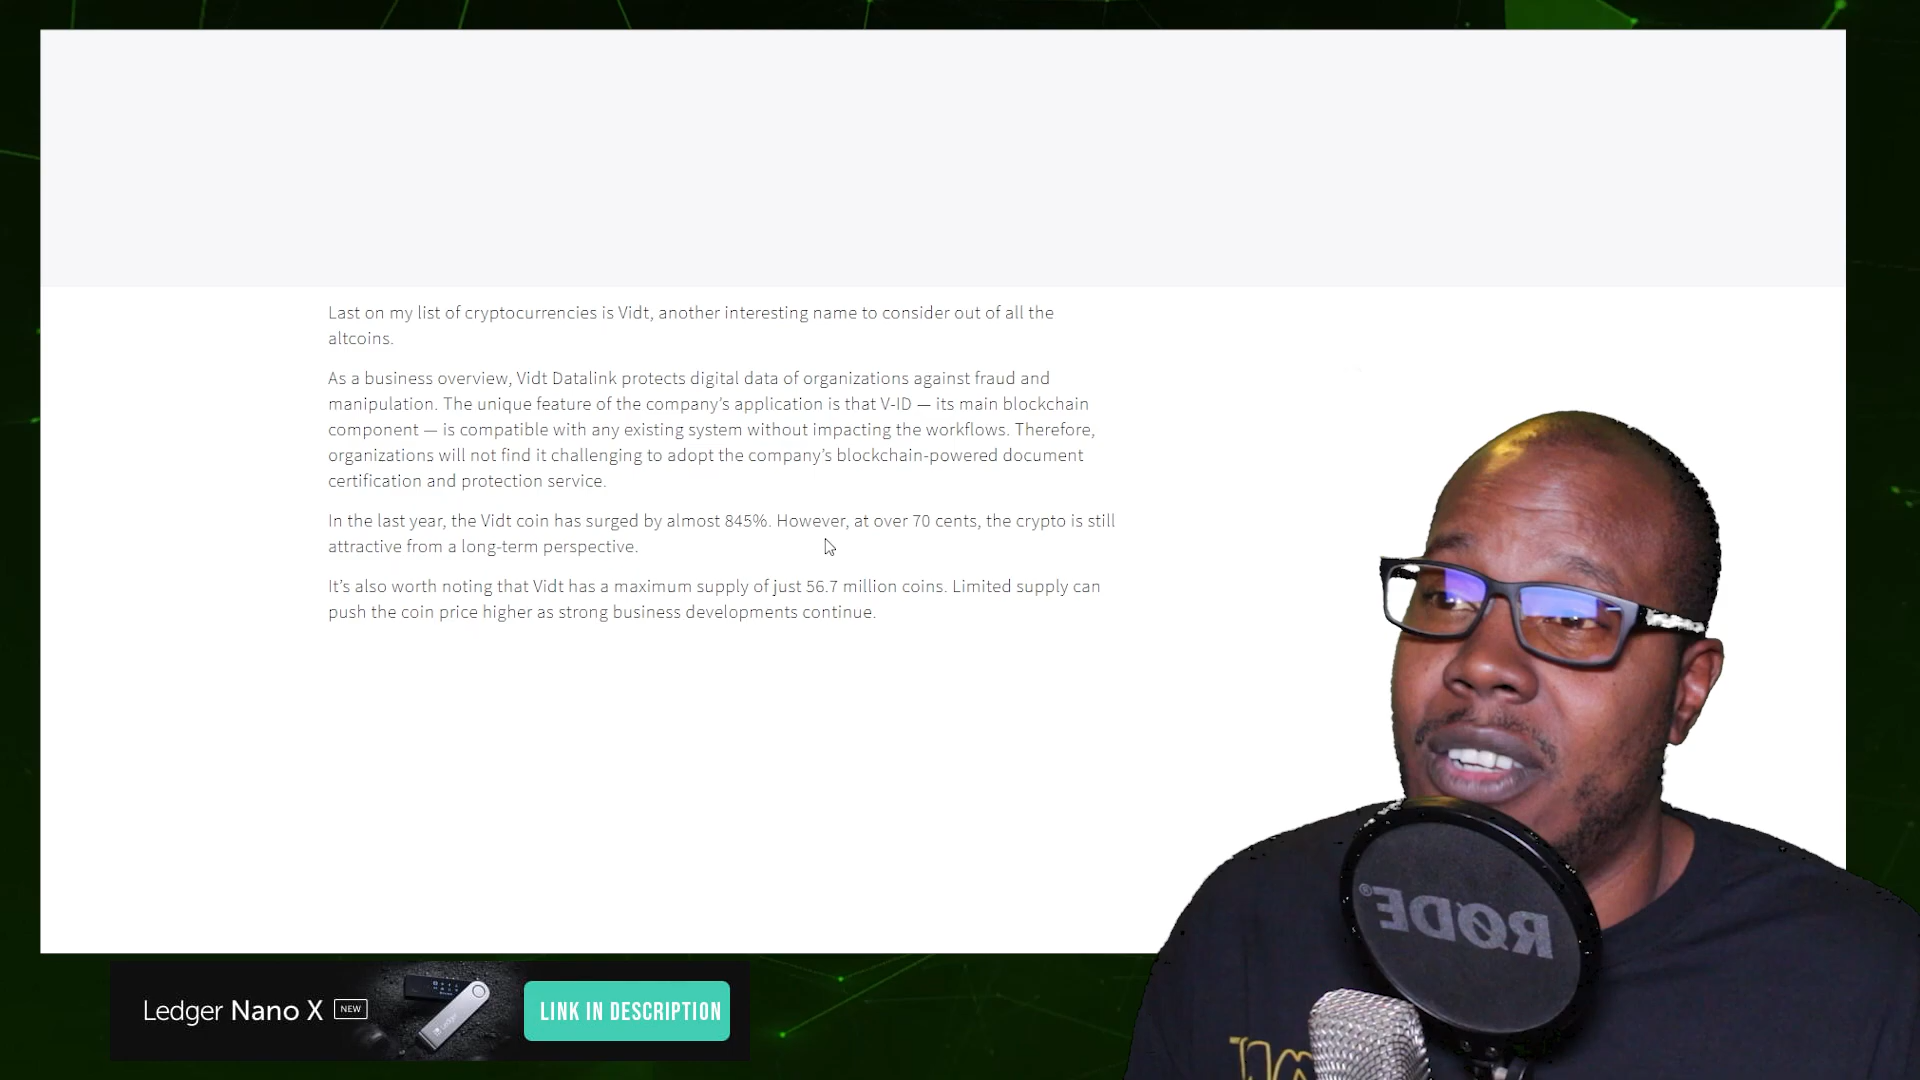 Last on my list of cryptocurrencies is Vidt, another interesting name to consider out of all the
altcoins.
As a business overview, Vidt Datalink protects digital data of organizations against fraud and
manipulation. The unique feature of the company’s application is that V-ID — its main blockchain
component — is compatible with any existing system without impacting the workflows. Therefore,
organizations will not find it challenging to adopt the company’s blockchain-powered document
certification and protection service.
In the last year, the Vidt coin has surged by almost 845%. However, at over 70 cents, the crypto is still
attractive from a long-term perspective.
It’s also worth noting that Vidt has a maximum supply of just 56.7 million coins. Limited supply can
push the coin price higher as strong business developments continue.
RØDE®
Ledger Nano X NEW
LINK IN DESCRIPTION